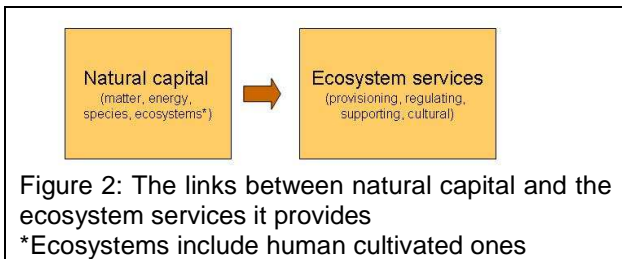 Natural capital
(matter, energy,
species, ecosystems*)
Ecosystem services
(provisioning, regulating,
supporting, cultural)
Figure 2: The links between natural capital and the
ecosystem services it provides
*Ecosystems include human cultivated ones